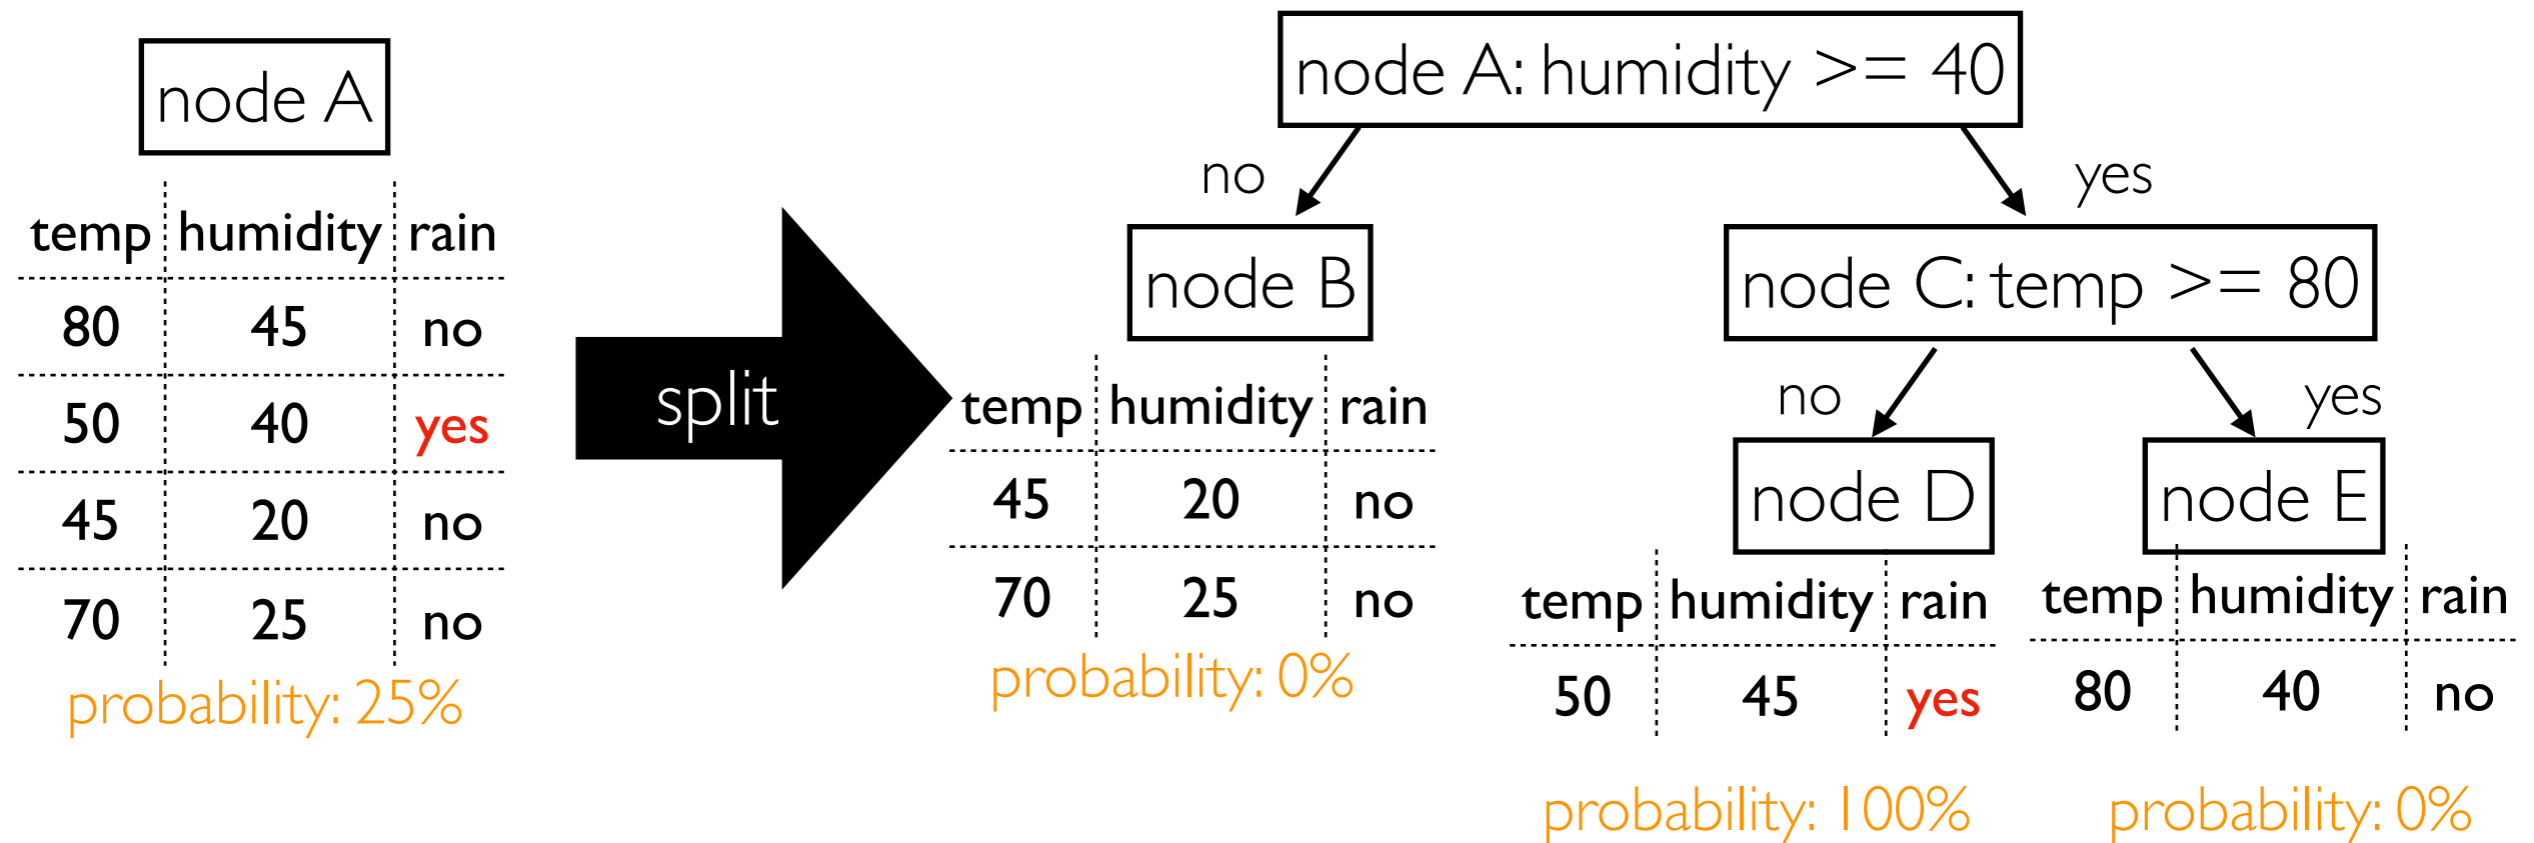 node A
temp humidity rain
80 45 no
50 40 yes
45 20 no
70 25 no
probability: 25%
split
node A: humidity >= 40
no
yes
node B
temp humidity rain
45 20 no
70 25 no
probability: 0%
node C: temp >= 80
no
yes
node D
temp humidity rain
50 45 yes
probability: 100%
node E
temp humidity rain
80 40 no
probability: 0%